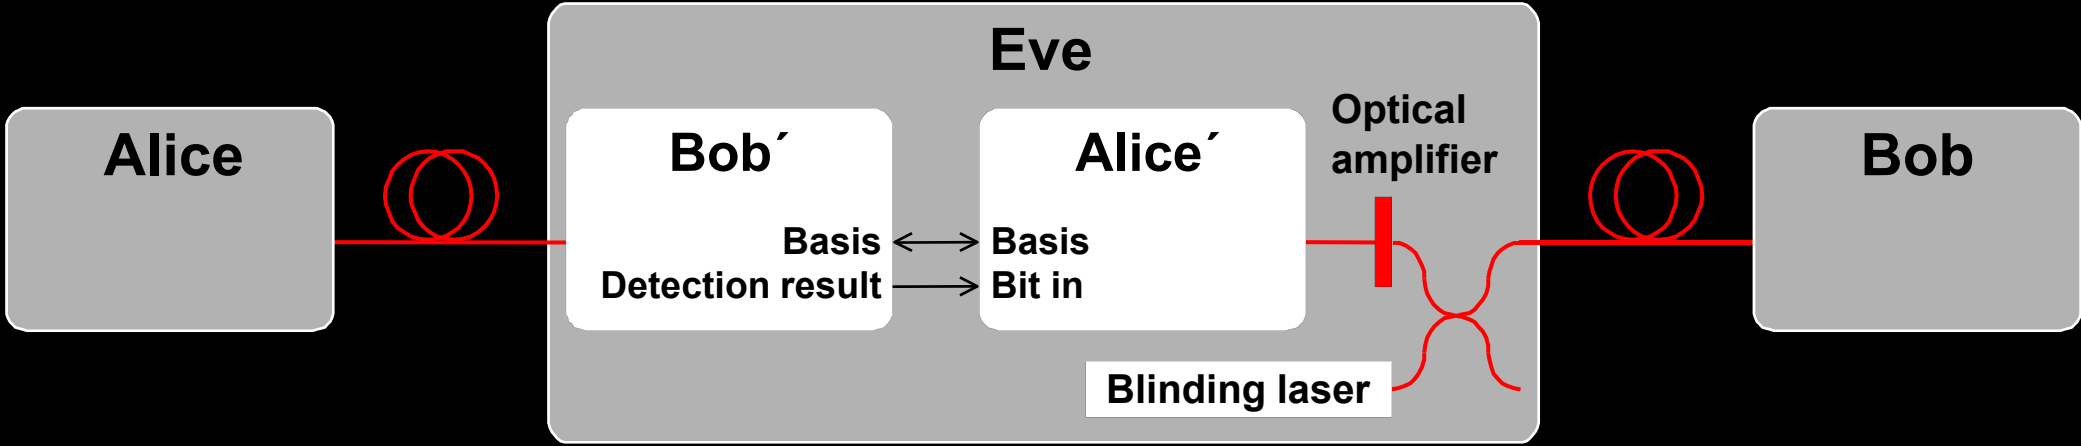 Eve
Alice
Bob´
Alice´
Optical
amplifier
Bob
Basis
Basis
Detection result
Bit in
Blinding laser